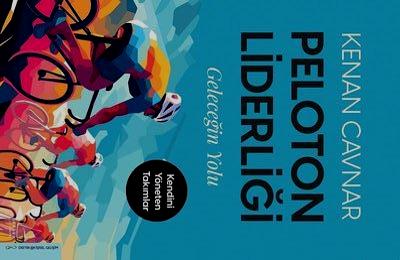 KENAN CAVNAR
PELOTON
LİDERLİĞİ
Geleceğin Yolu
Kendini
Yöneten
Takımlar